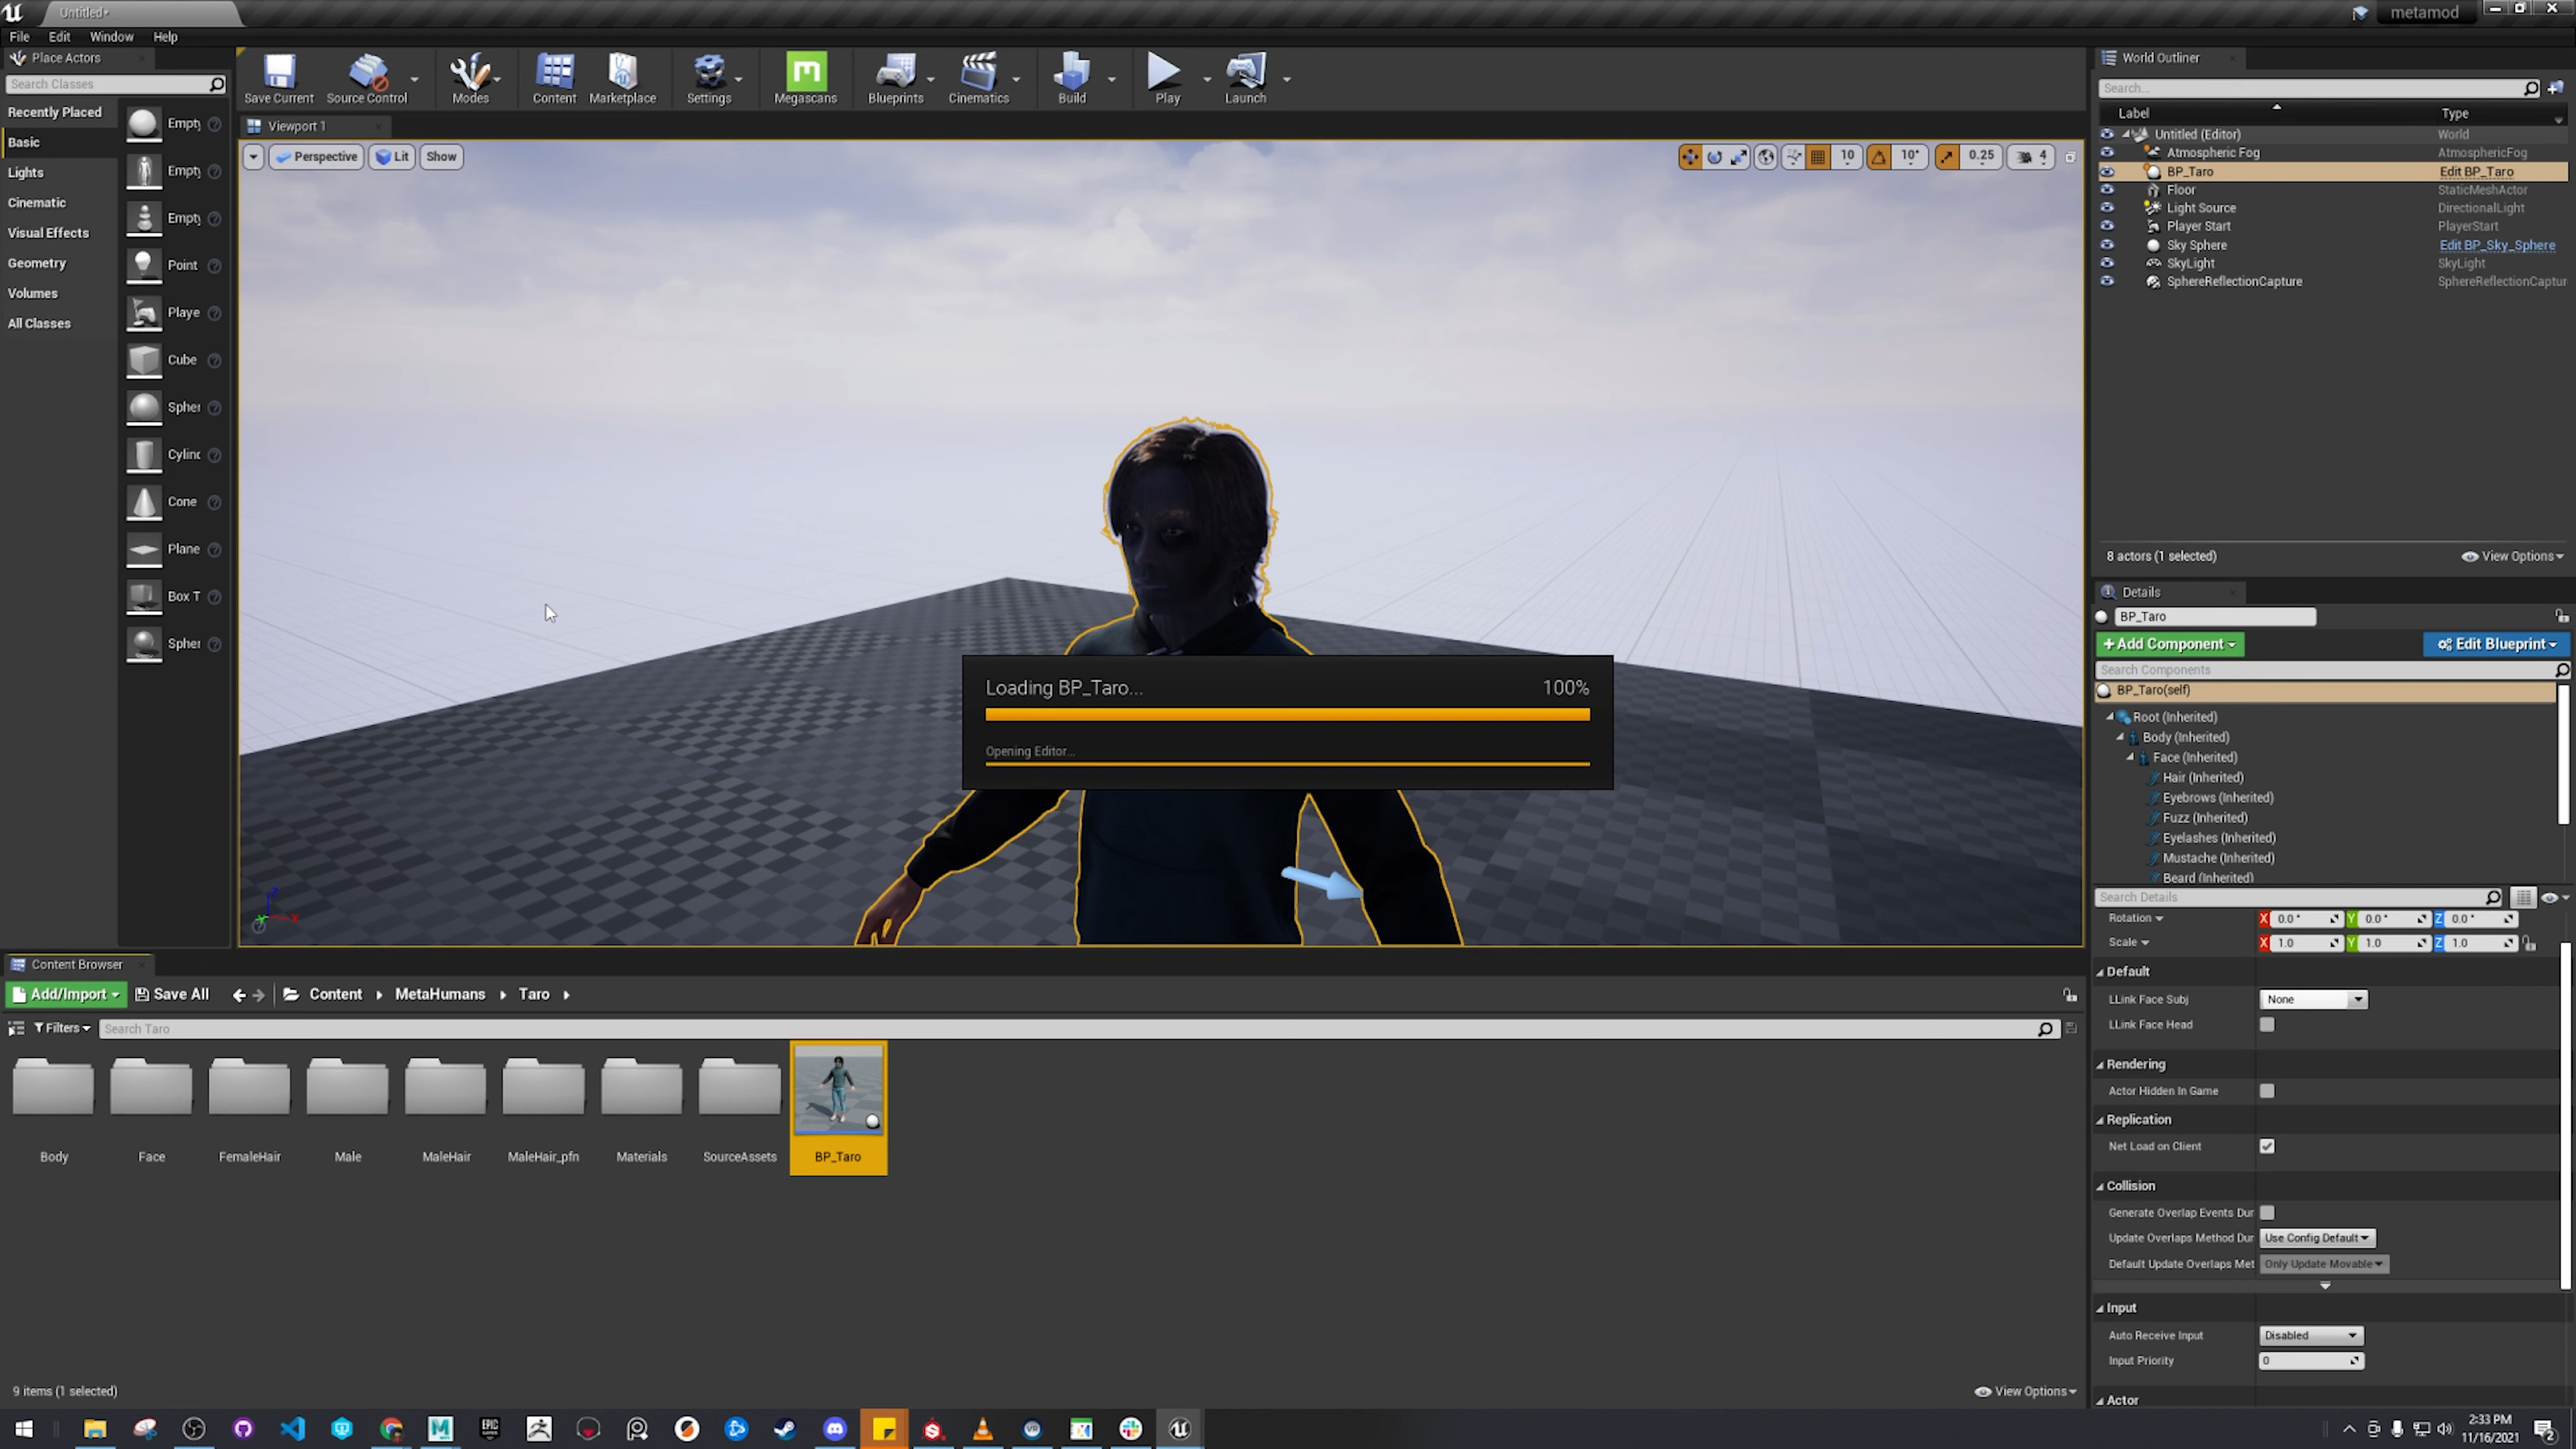 Untitled*
metamod
File Edit Window Help
Place Actors
Search Classes
Recently Placed
Basic
Lights
Cinematic
Visual Effects
Geometry
Volumes
All Classes
Empty
Empty
Empty
Point
Playe
Cube
Spher
Cylinc
Cone
Plane
Box T
Spher
Save Current
Source Control
Modes
Content
Marketplace
Settings
Megascans
Blueprints
Cinematics
Build
Play
Launch
Viewport 1
Perspective
Lit
Show
10
10°
0.25
4
Loading BP_Taro...
100%
Opening Editor...
World Outliner
Search...
Label Type
Untitled (Editor) World
Atmospheric Fog AtmosphericFog
BP_Taro Edit BP_Taro
Floor StaticMeshActor
Light Source DirectionalLight
Player Start PlayerStart
Sky Sphere Edit BP_Sky_Sphere
SkyLight SkyLight
SphereReflectionCapture SphereReflectionCaptur
8 actors (1 selected)
View Options
Details
BP_Taro
+Add Component
Edit Blueprint
Search Components
BP_Taro(self)
Root (Inherited)
Body (Inherited)
Face (Inherited)
Hair (Inherited)
Eyebrows (Inherited)
Fuzz (Inherited)
Eyelashes (Inherited)
Mustache (Inherited)
Beard (Inherited)
Search Details
Rotation X 0.0° Y 0.0° Z 0.0°
Scale X 1.0 Y 1.0 Z 1.0
Default
LLink Face Subj None
LLink Face Head
Rendering
Actor Hidden In Game
Replication
Net Load on Client
Collision
Generate Overlap Events Dur
Update Overlaps Method Dur Use Config Default
Default Update Overlaps Met Only Update Movable
Input
Auto Receive Input Disabled
Input Priority 0
Actor
Content Browser
Add/Import
Save All
Content
MetaHumans
Taro
Filters
Search Taro
Body
Face
FemaleHair
Male
MaleHair
MaleHair_pfn
Materials
SourceAssets
BP_Taro
9 items (1 selected)
View Options
2:33 PM
11/16/2021
2